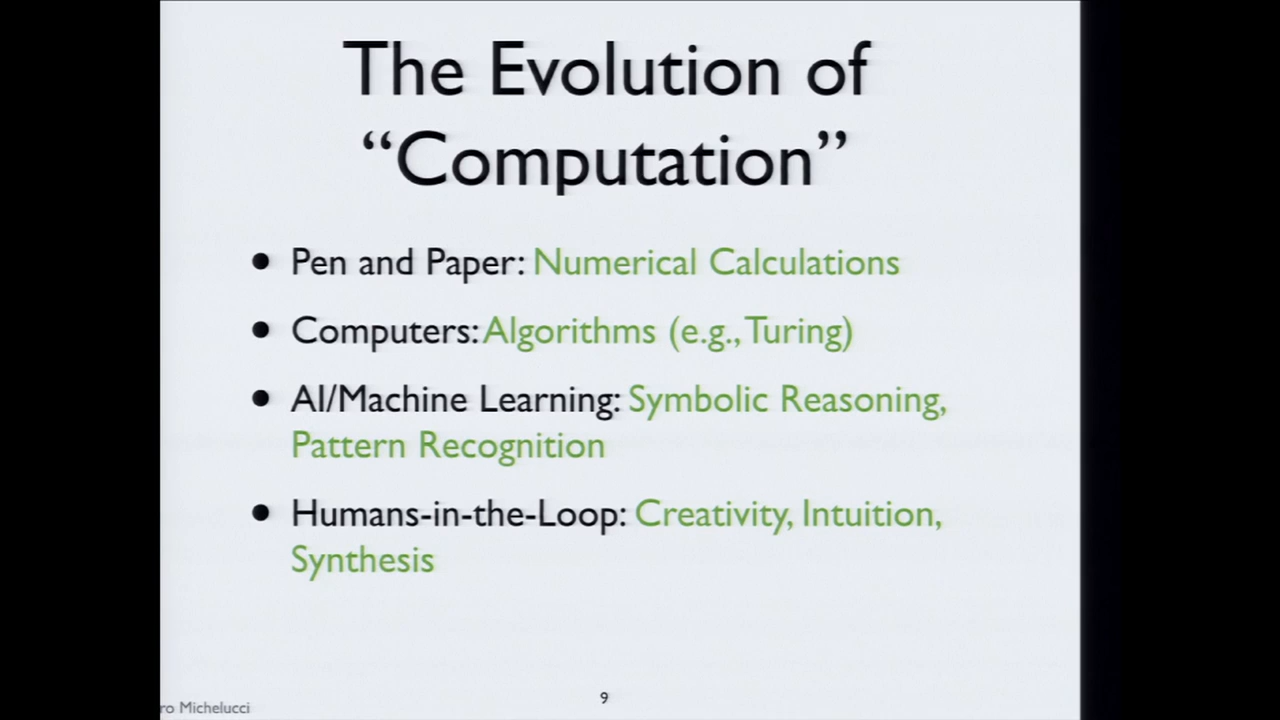 The Evolution of
“Computation”
• Pen and Paper: Numerical Calculations
• Computers: Algorithms (e.g., Turing)
• AI/Machine Learning: Symbolic Reasoning,
Pattern Recognition
• Humans-in-the-Loop: Creativity, Intuition,
Synthesis
9
ro Michelucci